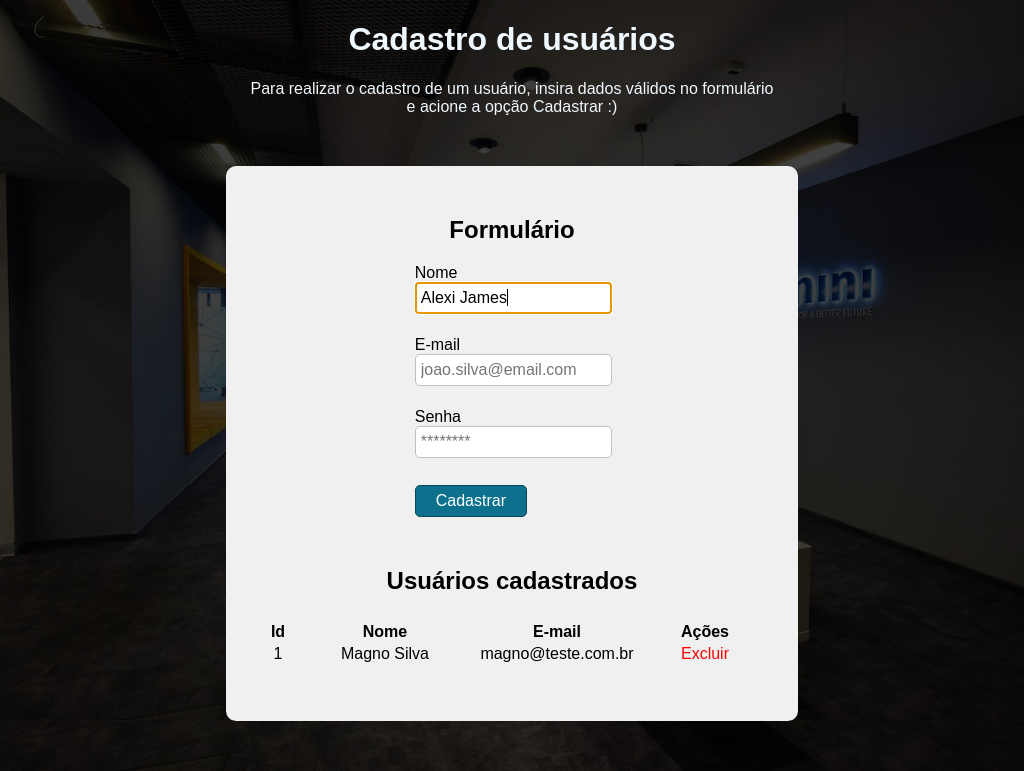 Cadastro de usuários
Para realizar o cadastro de um usuário, insira dados válidos no formulário
e acione a opção Cadastrar :)
Formulário
Nome
Alexi James
E-mail
joao.silva@email.com
Senha
********
Cadastrar
Usuários cadastrados
Id Nome E-mail Ações
1 Magno Silva magno@teste.com.br Excluir
A BETTER FUTURE